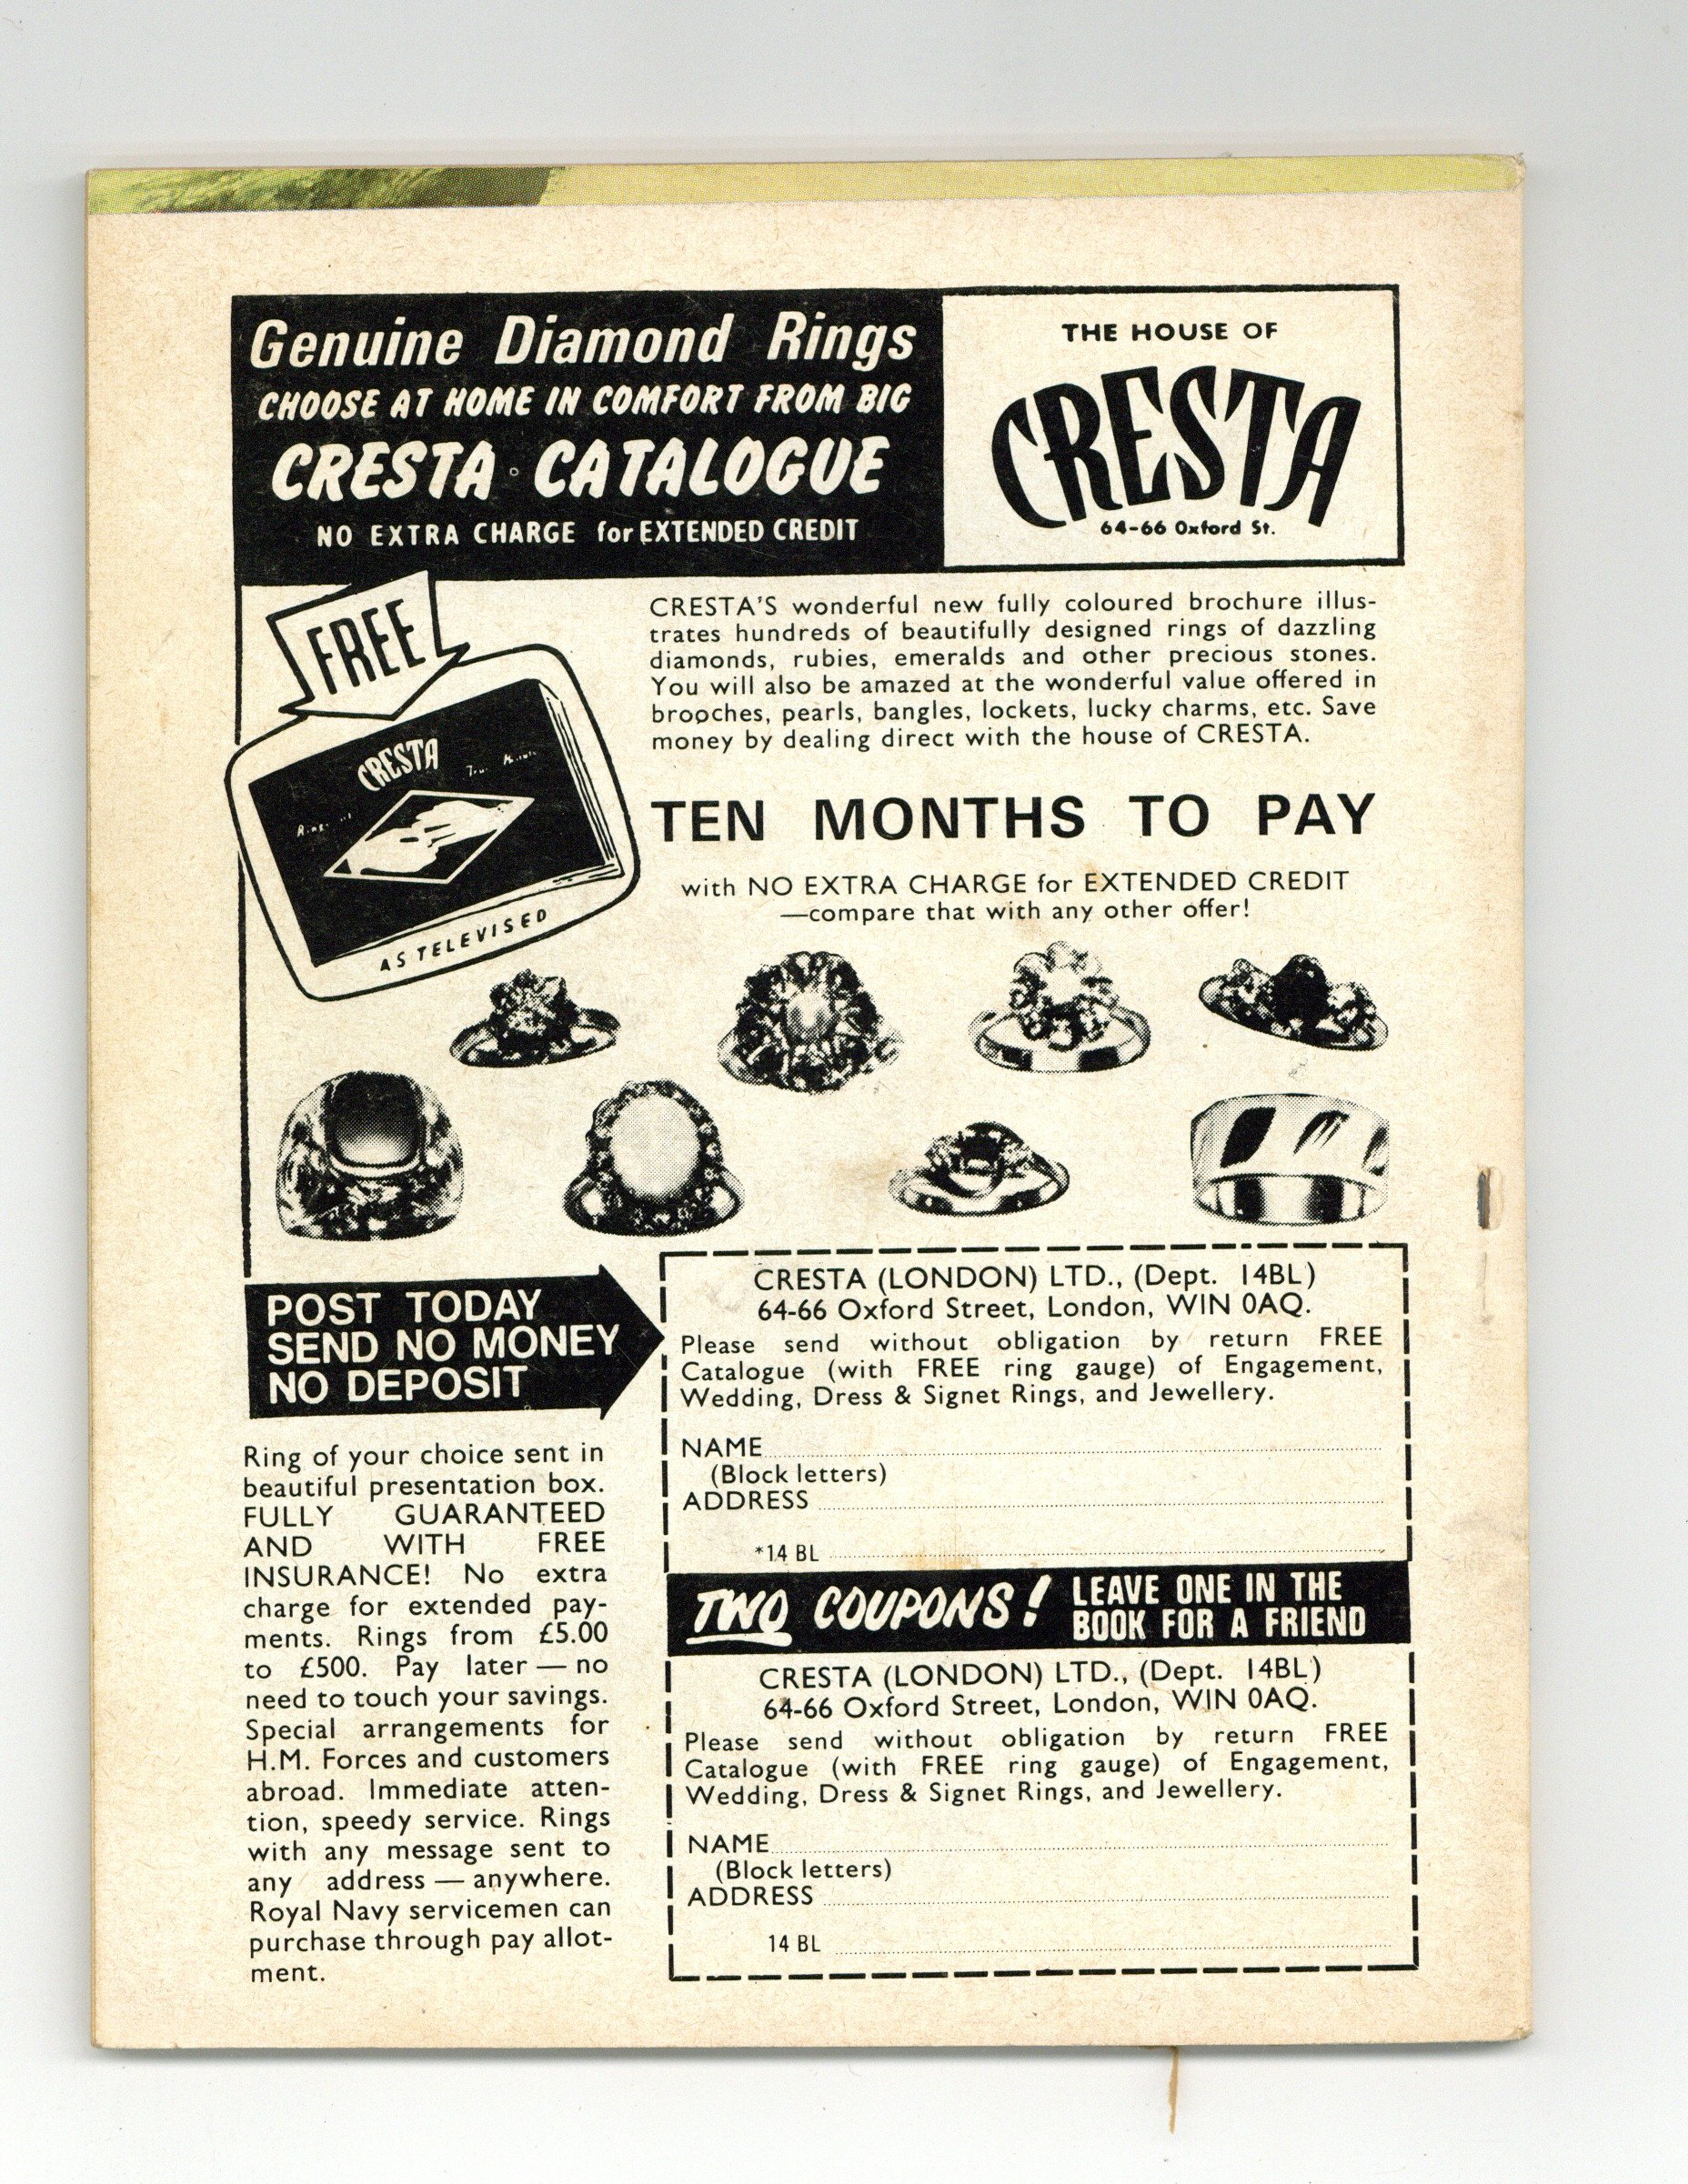 Genuine Diamond Rings
CHOOSE AT HOME IN COMFORT FROM BIG
CRESTA CATALOGUE
NO EXTRA CHARGE for EXTENDED CREDIT
THE HOUSE OF
CRESTA
64-66 Oxford St.
FREE
CRESTA
AS TELEVISED
CRESTA'S wonderful new fully coloured brochure illus-
trates hundreds of beautifully designed rings of dazzling
diamonds, rubies, emeralds and other precious stones.
You will also be amazed at the wonderful value offered in
brooches, pearls, bangles, lockets, lucky charms, etc. Save
money by dealing direct with the house of CRESTA.
TEN MONTHS TO PAY
with NO EXTRA CHARGE for EXTENDED CREDIT
—compare that with any other offer!
POST TODAY
SEND NO MONEY
NO DEPOSIT
Ring of your choice sent in
beautiful presentation box.
FULLY GUARANTEED
AND WITH FREE
INSURANCE! No extra
charge for extended pay-
ments. Rings from £5.00
to £500. Pay later — no
need to touch your savings.
Special arrangements for
H.M. Forces and customers
abroad. Immediate atten-
tion, speedy service. Rings
with any message sent to
any address — anywhere.
Royal Navy servicemen can
purchase through pay allot-
ment.
CRESTA (LONDON) LTD., (Dept. 14BL)
64-66 Oxford Street, London, WIN 0AQ.
Please send without obligation by return FREE
Catalogue (with FREE ring gauge) of Engagement,
Wedding, Dress & Signet Rings, and Jewellery.
NAME
(Block letters)
ADDRESS
*14 BL
TWO COUPONS! LEAVE ONE IN THE
BOOK FOR A FRIEND
CRESTA (LONDON) LTD., (Dept. 14BL)
64-66 Oxford Street, London, WIN 0AQ.
Please send without obligation by return FREE
Catalogue (with FREE ring gauge) of Engagement,
Wedding, Dress & Signet Rings, and Jewellery.
NAME
(Block letters)
ADDRESS
14 BL